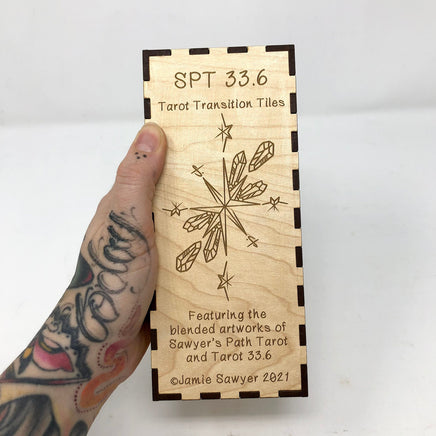 SPT 33.6
Tarot Transition Tiles
Featuring the
blended artworks of
Sawyer's Path Tarot
and Tarot 33.6
©Jamie Sawyer 2021